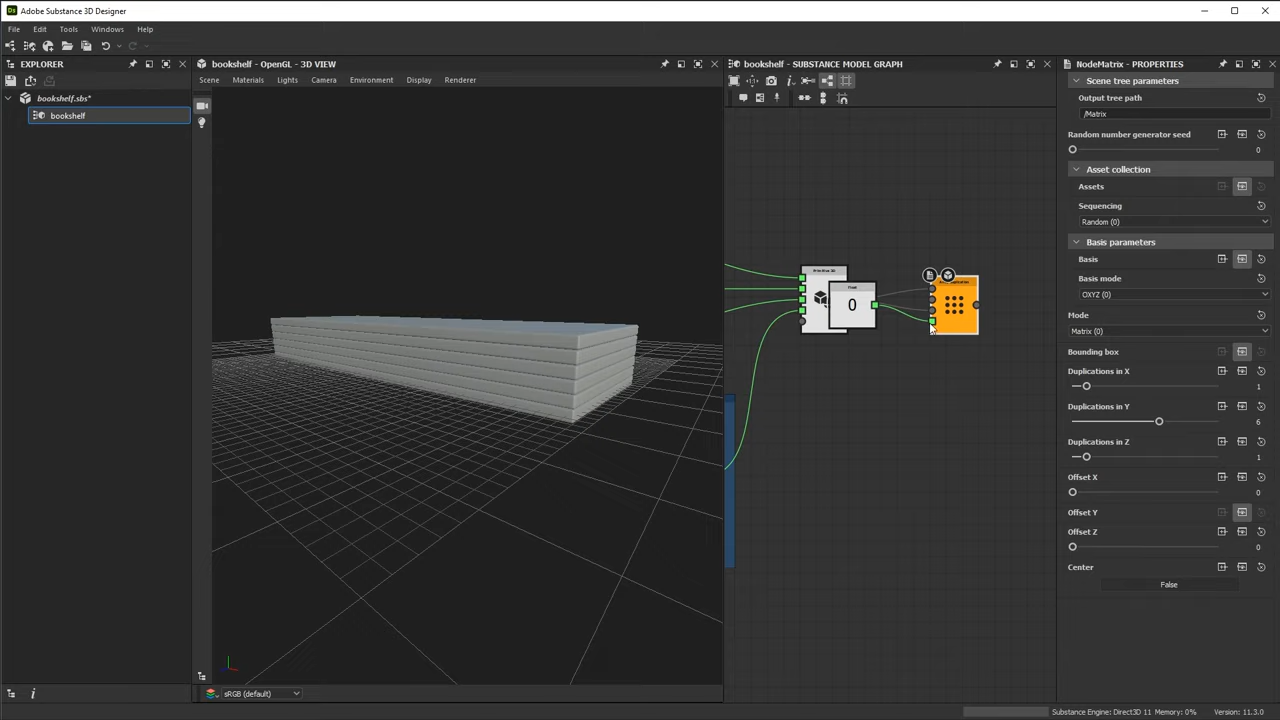 Adobe Substance 3D Designer
File Edit Tools Windows Help
EXPLORER
bookshelf.sbs*
bookshelf
bookshelf - OpenGL - 3D VIEW
Scene Materials Lights Camera Environment Display Renderer
sRGB (default)
bookshelf - SUBSTANCE MODEL GRAPH
Float
0
NodeMatrix - PROPERTIES
Scene tree parameters
Output tree path
/Matrix
Random number generator seed
0
Asset collection
Assets
Sequencing
Random (0)
Basis parameters
Basis
Basis mode
OXYZ (0)
Mode
Matrix (0)
Bounding box
Duplications in X
1
Duplications in Y
6
Duplications in Z
1
Offset X
0
Offset Y
Offset Z
0
Center
False
Substance Engine: Direct3D 11 Memory: 0% Version: 11.3.0